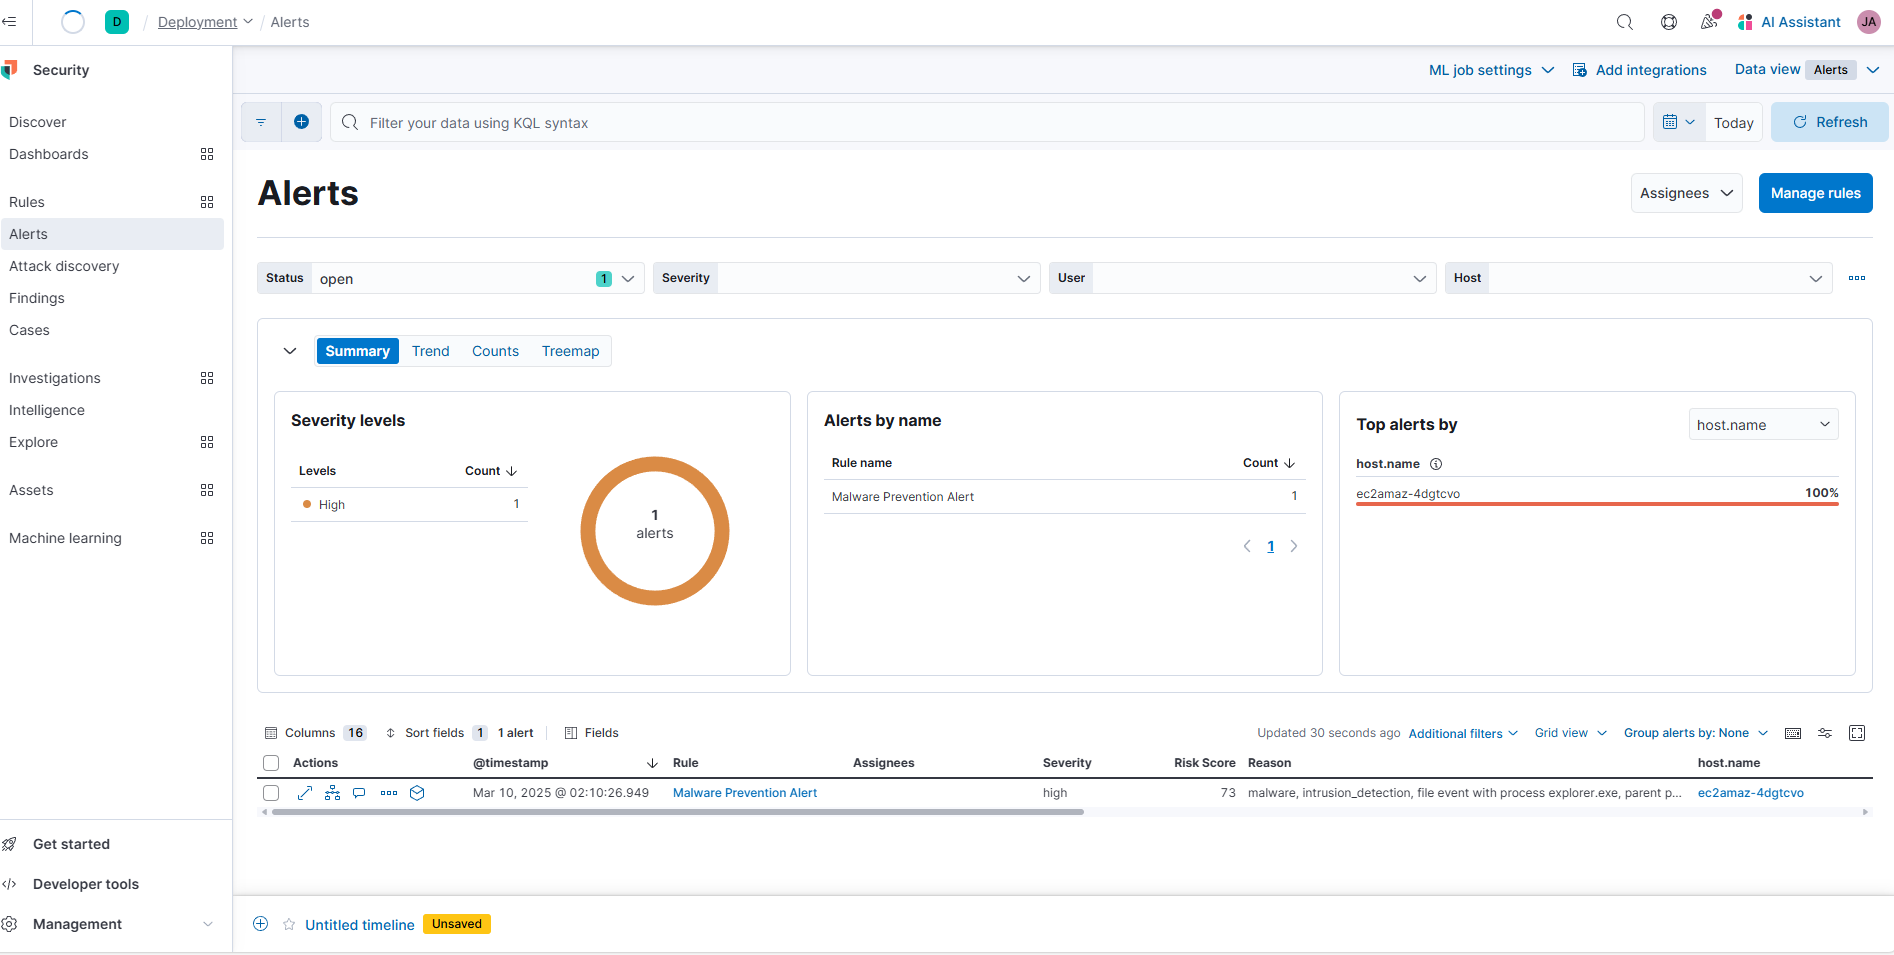 D / Deployment / Alerts
AI Assistant JA
Security
ML job settings Add integrations Data view Alerts
Discover
Dashboards
Rules
Alerts
Attack discovery
Findings
Cases
Investigations
Intelligence
Explore
Assets
Machine learning
Get started
Developer tools
Management
Filter your data using KQL syntax Today Refresh
Alerts Assignees Manage rules
Status open 1 Severity User Host
Summary Trend Counts Treemap
Severity levels
Levels Count
High 1
1
alerts
Alerts by name
Rule name Count
Malware Prevention Alert 1
1
Top alerts by host.name
host.name
ec2amaz-4dgtcvo 100%
Columns 16 Sort fields 1 1 alert Fields Updated 30 seconds ago Additional filters Grid view Group alerts by: None
Actions @timestamp Rule Assignees Severity Risk Score Reason host.name
Mar 10, 2025 @ 02:10:26.949 Malware Prevention Alert high 73 malware, intrusion_detection, file event with process explorer.exe, parent p... ec2amaz-4dgtcvo
Untitled timeline Unsaved